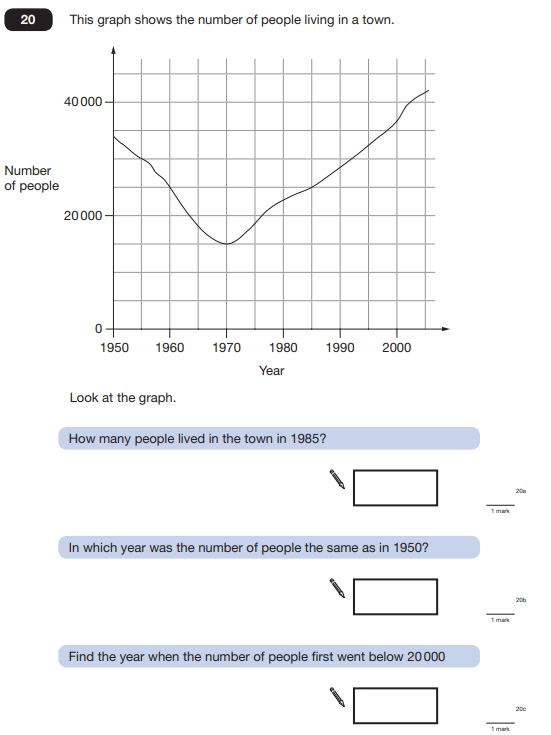 20
This graph shows the number of people living in a town.
40 000
Number
of people
20 000
0
1950 1960 1970 1980 1990 2000
Year
Look at the graph.
How many people lived in the town in 1985?
20a
1 mark
In which year was the number of people the same as in 1950?
20b
1 mark
Find the year when the number of people first went below 20 000
20c
1 mark